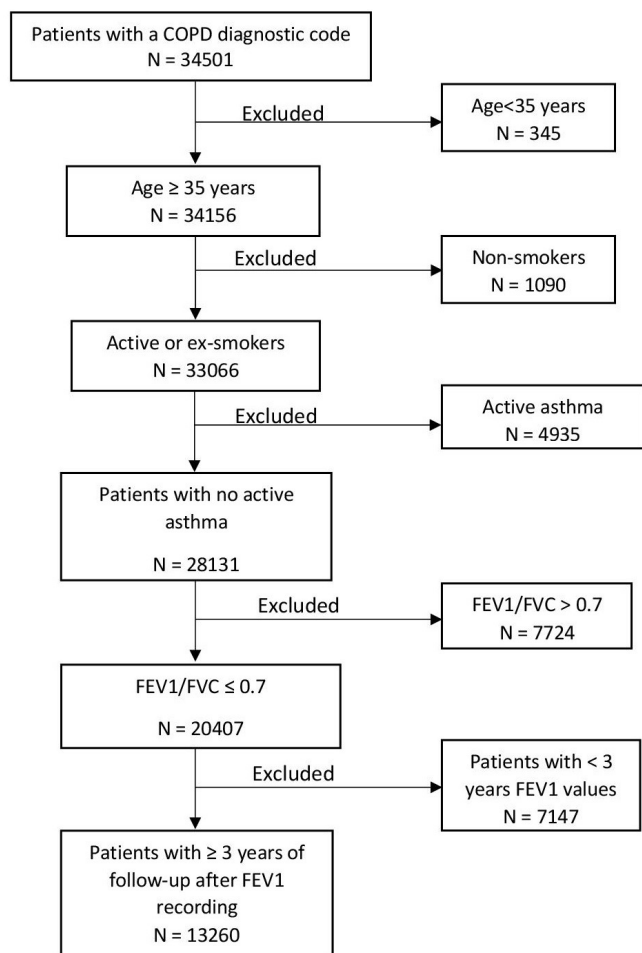 Patients with a COPD diagnostic code
N = 34501
Excluded
Age<35 years
N = 345
Age ≥ 35 years
N = 34156
Excluded
Non-smokers
N = 1090
Active or ex-smokers
N = 33066
Excluded
Active asthma
N = 4935
Patients with no active
asthma
N = 28131
Excluded
FEV1/FVC > 0.7
N = 7724
FEV1/FVC ≤ 0.7
N = 20407
Excluded
Patients with < 3
years FEV1 values
N = 7147
Patients with ≥ 3 years of
follow-up after FEV1
recording
N = 13260